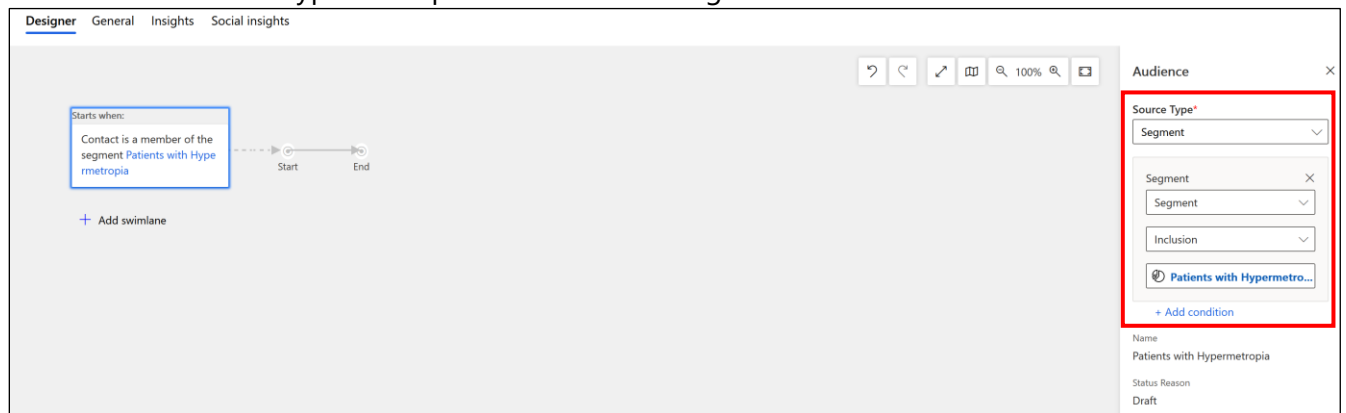 Designer General Insights Social insights
100%
Audience
Starts when:
Contact is a member of the
segment Patients with Hype
rmetropia
Start End
+ Add swimlane
Source Type*
Segment
Segment
Segment
Inclusion
Patients with Hypermetro...
+ Add condition
Name
Patients with Hypermetropia
Status Reason
Draft